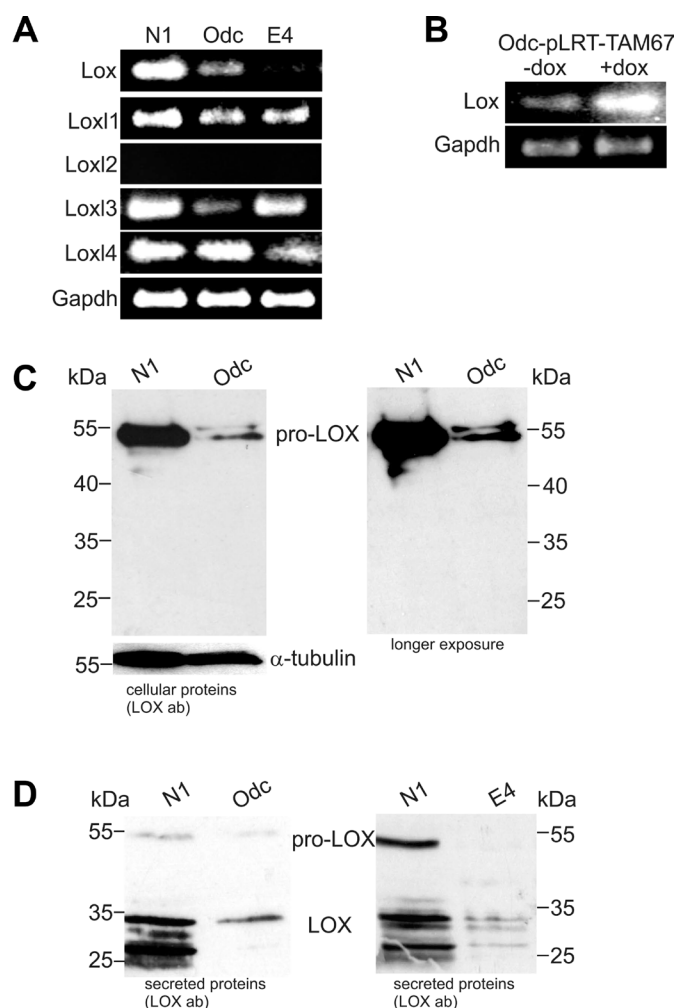 A
N1 Odc E4
Lox
Loxl1
Loxl2
Loxl3
Loxl4
Gapdh
B
Odc-pLRT-TAM67
-dox +dox
Lox
Gapdh
C
kDa N1 Odc N1 Odc kDa
55 pro-LOX 55
40 40
35 35
25 25
longer exposure
55 α-tubulin
cellular proteins
(LOX ab)
D
kDa N1 Odc N1 E4 kDa
55 pro-LOX 55
35 LOX 35
25 25
secreted proteins secreted proteins
(LOX ab) (LOX ab)